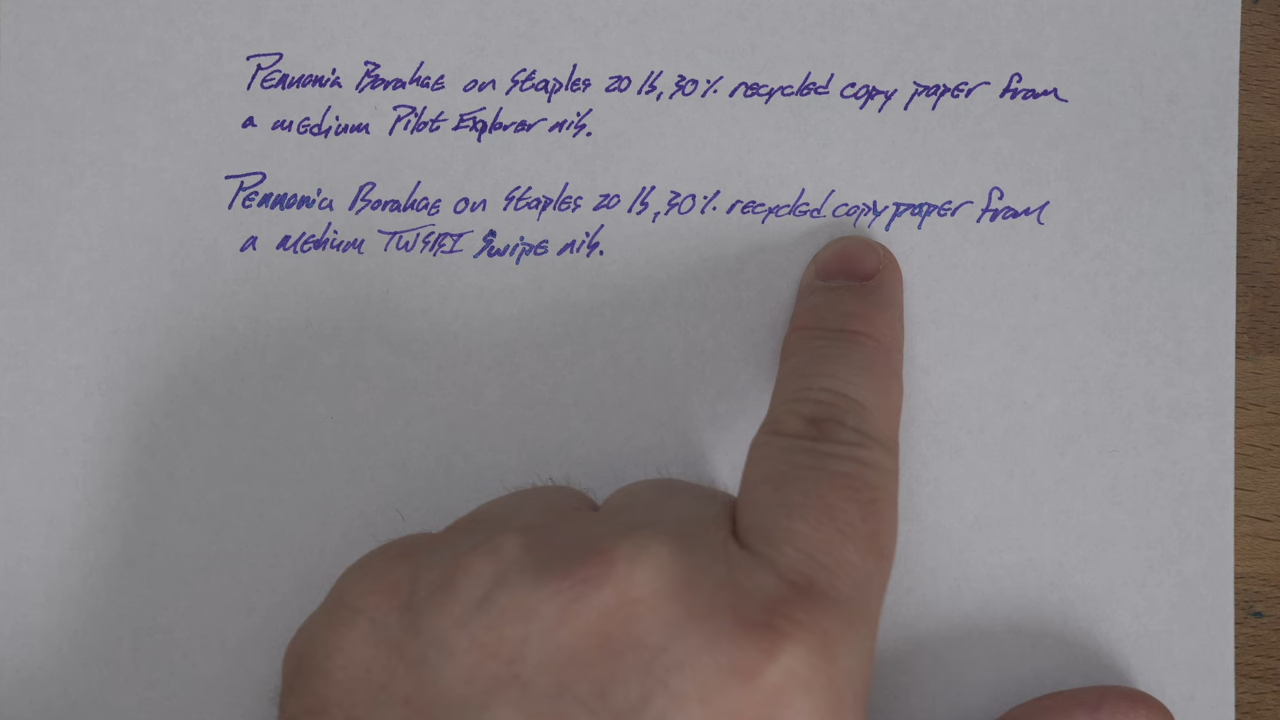 Pennonia Borahae on Staples 20 lb, 30% recycled copy paper from
a medium Pilot Explorer nib.
Pennonia Borahae on Staples 20 lb, 30% recycled copy paper from
a medium TWSBI Swipe nib.